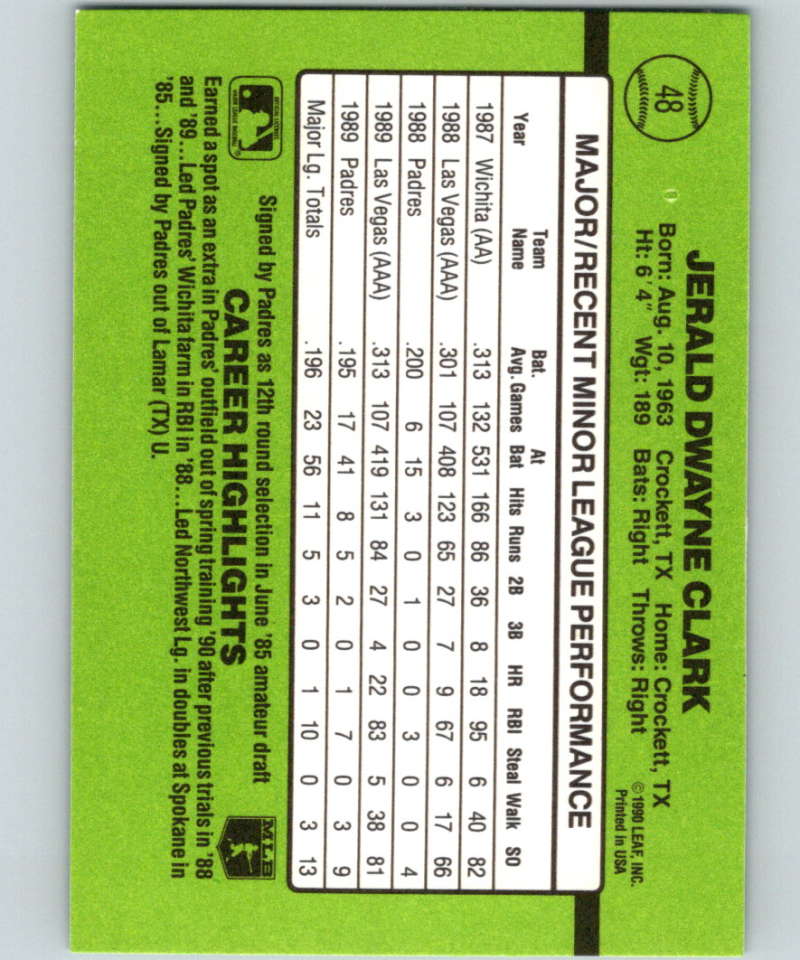 48
JERALD DWAYNE CLARK
Born: Aug. 10, 1963 Crockett, TX Home: Crockett, TX
Ht: 6'4" Wgt: 189 Bats: Right Throws: Right
©1990 LEAF, INC.
Printed in USA
MAJOR/RECENT MINOR LEAGUE PERFORMANCE
Team Bat. At
Year Name Avg. Games Bat Hits Runs 2B 3B HR RBI Steal Walk SO
1987 Wichita (AA) .313 132 531 166 86 36 8 18 95 6 40 82
1988 Las Vegas (AAA) .301 107 408 123 65 27 7 9 67 6 17 66
1988 Padres .200 6 15 3 0 1 0 0 3 0 0 4
1989 Las Vegas (AAA) .313 107 419 131 84 27 4 22 83 5 38 81
1989 Padres .195 17 41 8 5 2 0 1 7 0 3 9
Major Lg. Totals .196 23 56 11 5 3 0 1 10 0 3 13
Signed by Padres as 12th round selection in June '85 amateur draft
CAREER HIGHLIGHTS
Earned a spot as an extra in Padres' outfield out of spring training '90 after previous trials in '88
and '89...Led Padres' Wichita farm in RBI in '88...Led Northwest Lg. in doubles at Spokane in
'85...Signed by Padres out of Lamar (TX) U.
MLB